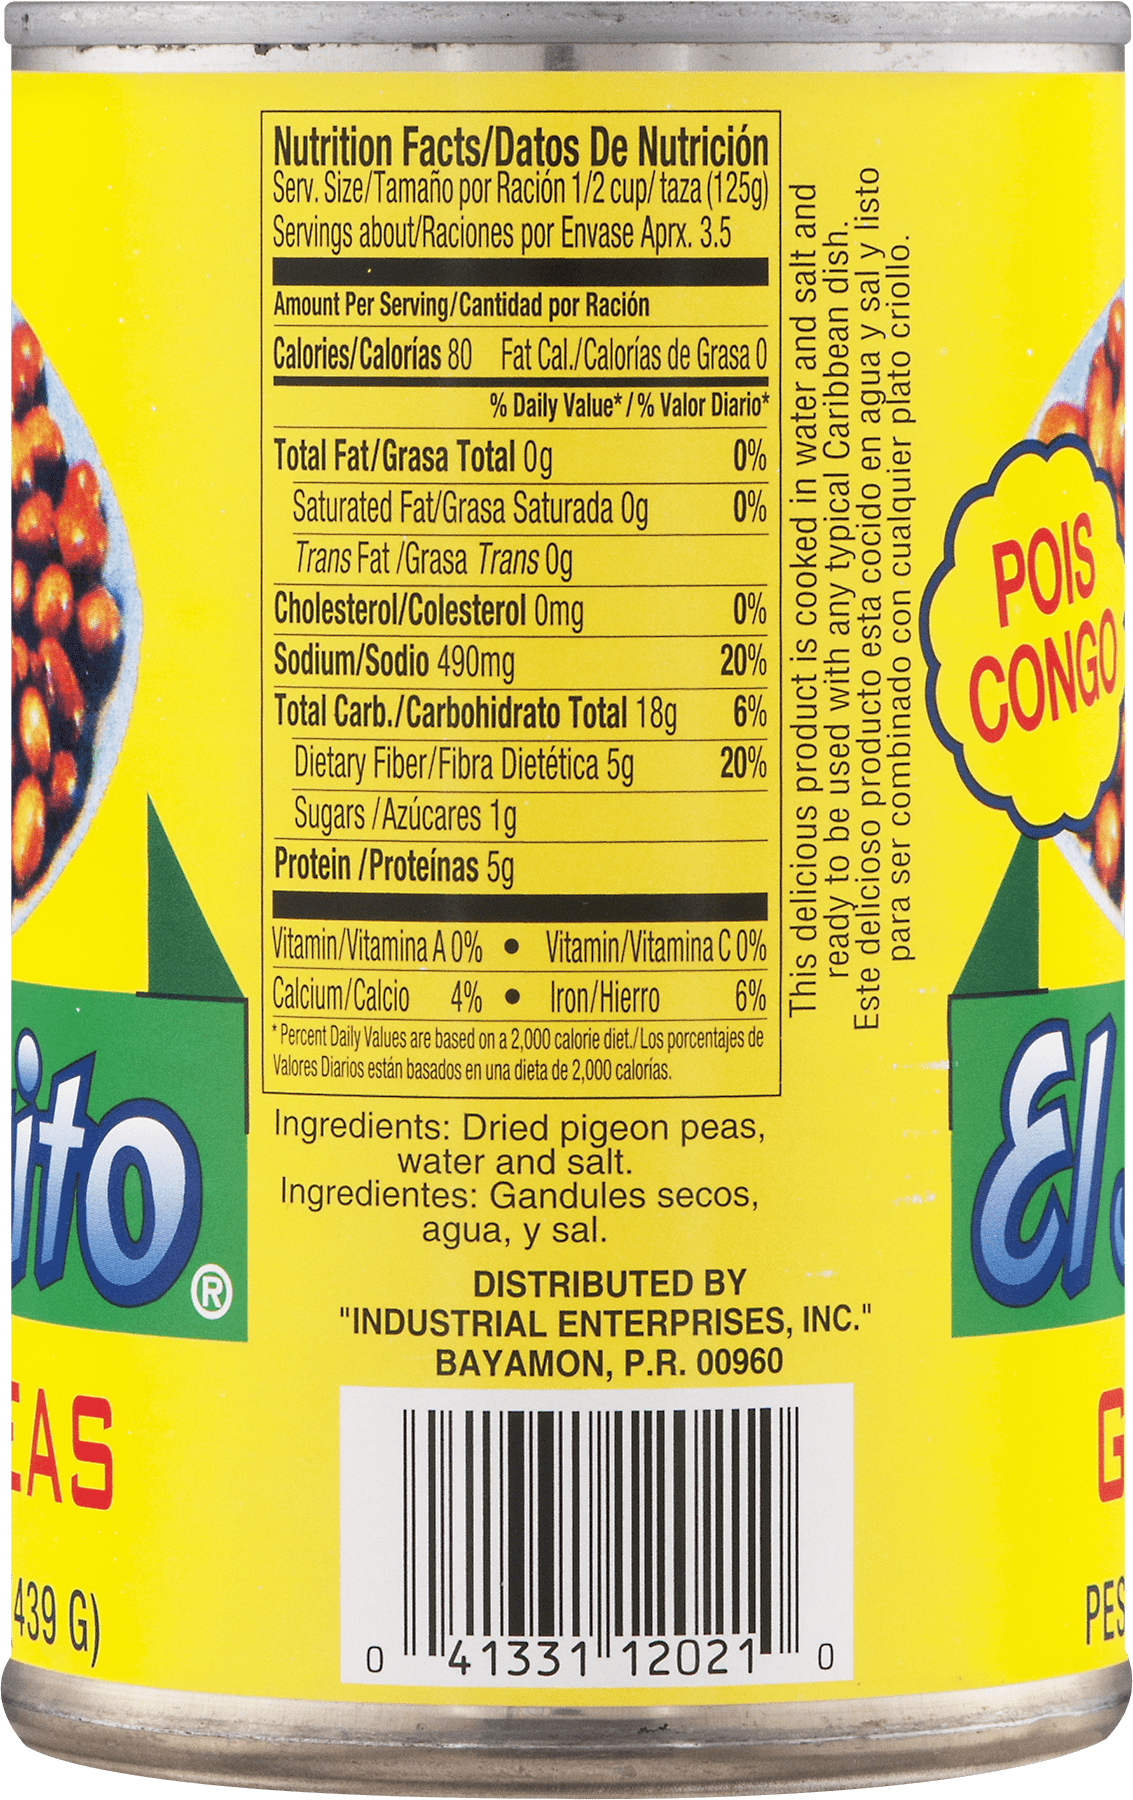 Nutrition Facts/Datos De Nutrición
Serv. Size/Tamaño por Ración 1/2 cup/ taza (125g)
Servings about/Raciones por Envase Aprx. 3.5
Amount Per Serving/Cantidad por Ración
Calories/Calorías 80 Fat Cal./Calorías de Grasa 0
% Daily Value* / % Valor Diario*
Total Fat/Grasa Total 0g 0%
Saturated Fat/Grasa Saturada 0g 0%
Trans Fat /Grasa Trans 0g
Cholesterol/Colesterol 0mg 0%
Sodium/Sodio 490mg 20%
Total Carb./Carbohidrato Total 18g 6%
Dietary Fiber/Fibra Dietética 5g 20%
Sugars /Azúcares 1g
Protein /Proteínas 5g
Vitamin/Vitamina A 0% • Vitamin/Vitamina C 0%
Calcium/Calcio 4% • Iron/Hierro 6%
* Percent Daily Values are based on a 2,000 calorie diet./Los porcentajes de
Valores Diarios están basados en una dieta de 2,000 calorías.
This delicious product is cooked in water and salt and
ready to be used with any typical Caribbean dish.
Este delicioso producto esta cocido en agua y sal y listo
para ser combinado con cualquier plato criollo.
Ingredients: Dried pigeon peas,
water and salt.
Ingredientes: Gandules secos,
agua, y sal.
DISTRIBUTED BY
"INDUSTRIAL ENTERPRISES, INC."
BAYAMON, P.R. 00960
0 41331 12021 0
POIS
CONGO
El
ito®
EAS
439 G)
G
PES